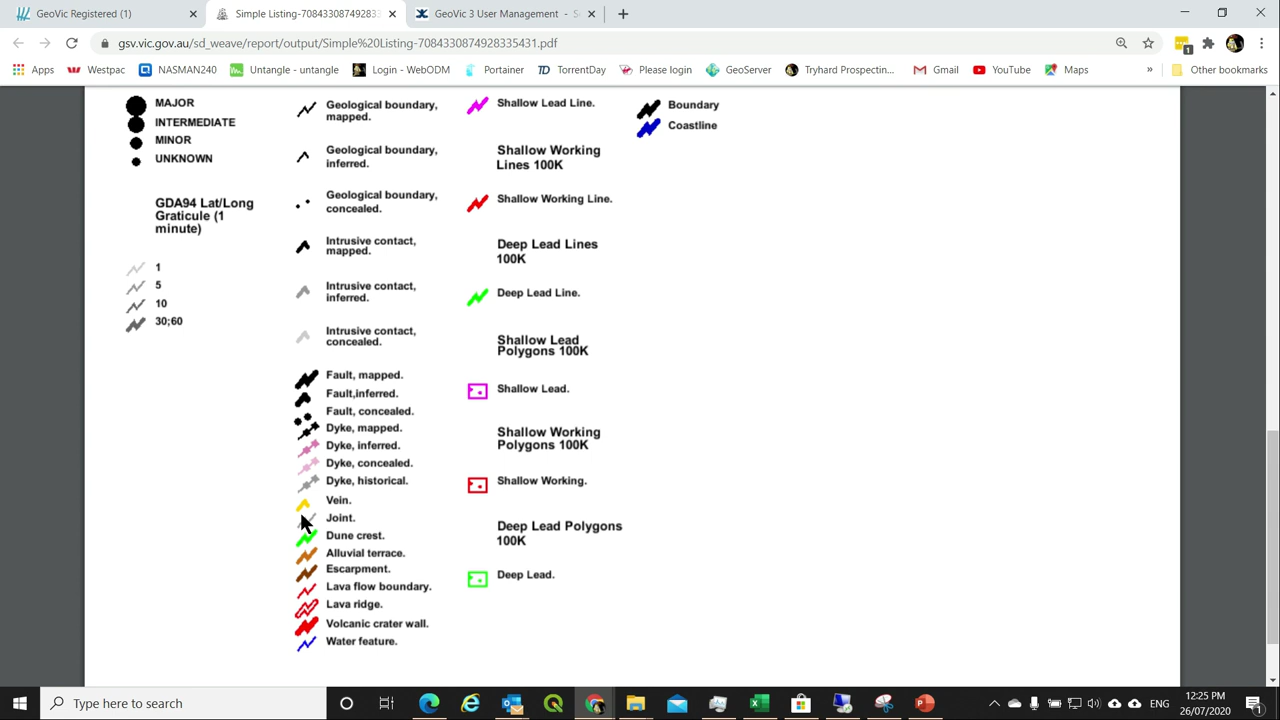 GeoVic Registered (1)
Simple Listing-7084330874928
GeoVic 3 User Management - S
gsv.vic.gov.au/sd_weave/report/output/Simple%20Listing-7084330874928335431.pdf
Apps
Westpac
NASMAN240
Untangle - untangle
Login - WebODM
Portainer
TorrentDay
Please login
GeoServer
Tryhard Prospectin...
Gmail
YouTube
Maps
»
Other bookmarks
MAJOR
INTERMEDIATE
MINOR
UNKNOWN
GDA94 Lat/Long
Graticule (1
minute)
1
5
10
30;60
Geological boundary,
mapped.
Geological boundary,
inferred.
Geological boundary,
concealed.
Intrusive contact,
mapped.
Intrusive contact,
inferred.
Intrusive contact,
concealed.
Fault, mapped.
Fault,inferred.
Fault, concealed.
Dyke, mapped.
Dyke, inferred.
Dyke, concealed.
Dyke, historical.
Vein.
Joint.
Dune crest.
Alluvial terrace.
Escarpment.
Lava flow boundary.
Lava ridge.
Volcanic crater wall.
Water feature.
Shallow Lead Line.
Shallow Working
Lines 100K
Shallow Working Line.
Deep Lead Lines
100K
Deep Lead Line.
Shallow Lead
Polygons 100K
Shallow Lead.
Shallow Working
Polygons 100K
Shallow Working.
Deep Lead Polygons
100K
Deep Lead.
Boundary
Coastline
Type here to search
ENG
12:25 PM
26/07/2020